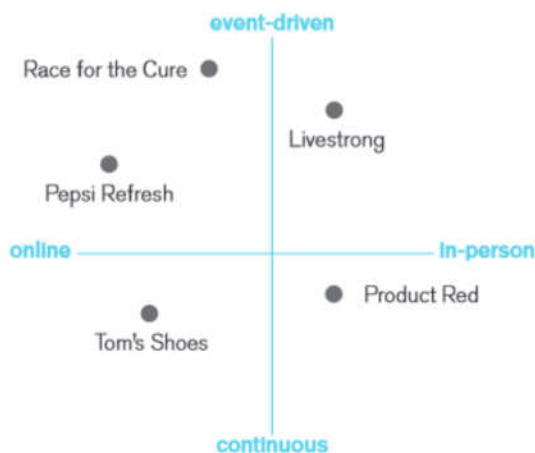 event-driven
Race for the Cure
Livestrong
Pepsi Refresh
online
in-person
Product Red
Tom's Shoes
continuous